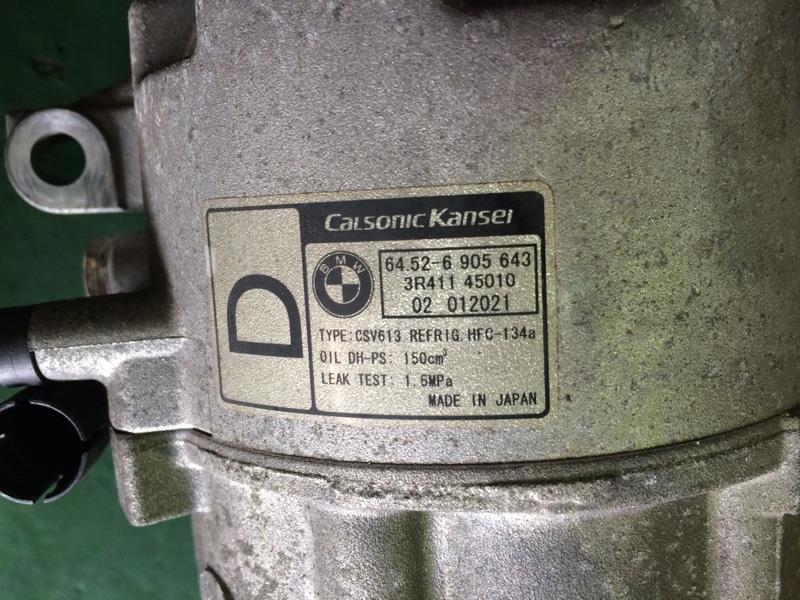 D
CALSONIC KANSEI
BMW
64.52-6 905 643
3R411 45010
02 012021
TYPE: CSV613 REFRIG. HFC-134a
OIL DH-PS: 150cm³
LEAK TEST: 1.5MPa
MADE IN JAPAN